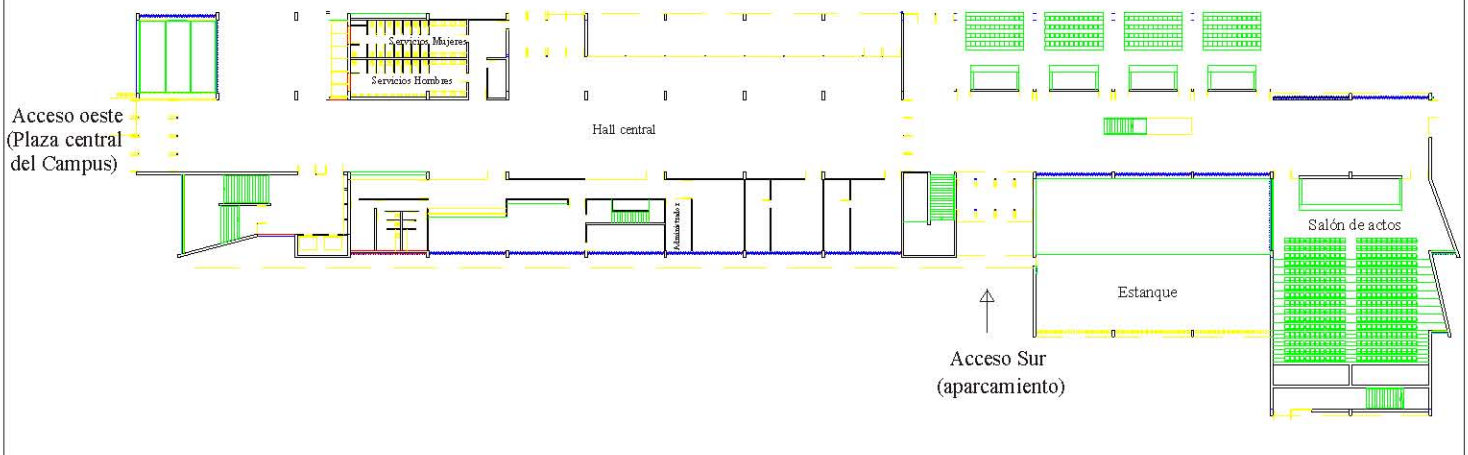 Servicios Mujeres
Servicios Hombres
Acceso oeste
(Plaza central
del Campus)
Hall central
Administrador
Salón de actos
Estanque
Acceso Sur
(aparcamiento)